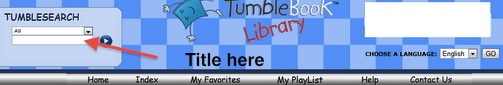 TUMBLESEARCH
All
TumbleBook
Library
Title here
CHOOSE A LANGUAGE: English GO
Home Index My Favorites My PlayList Help Contact Us